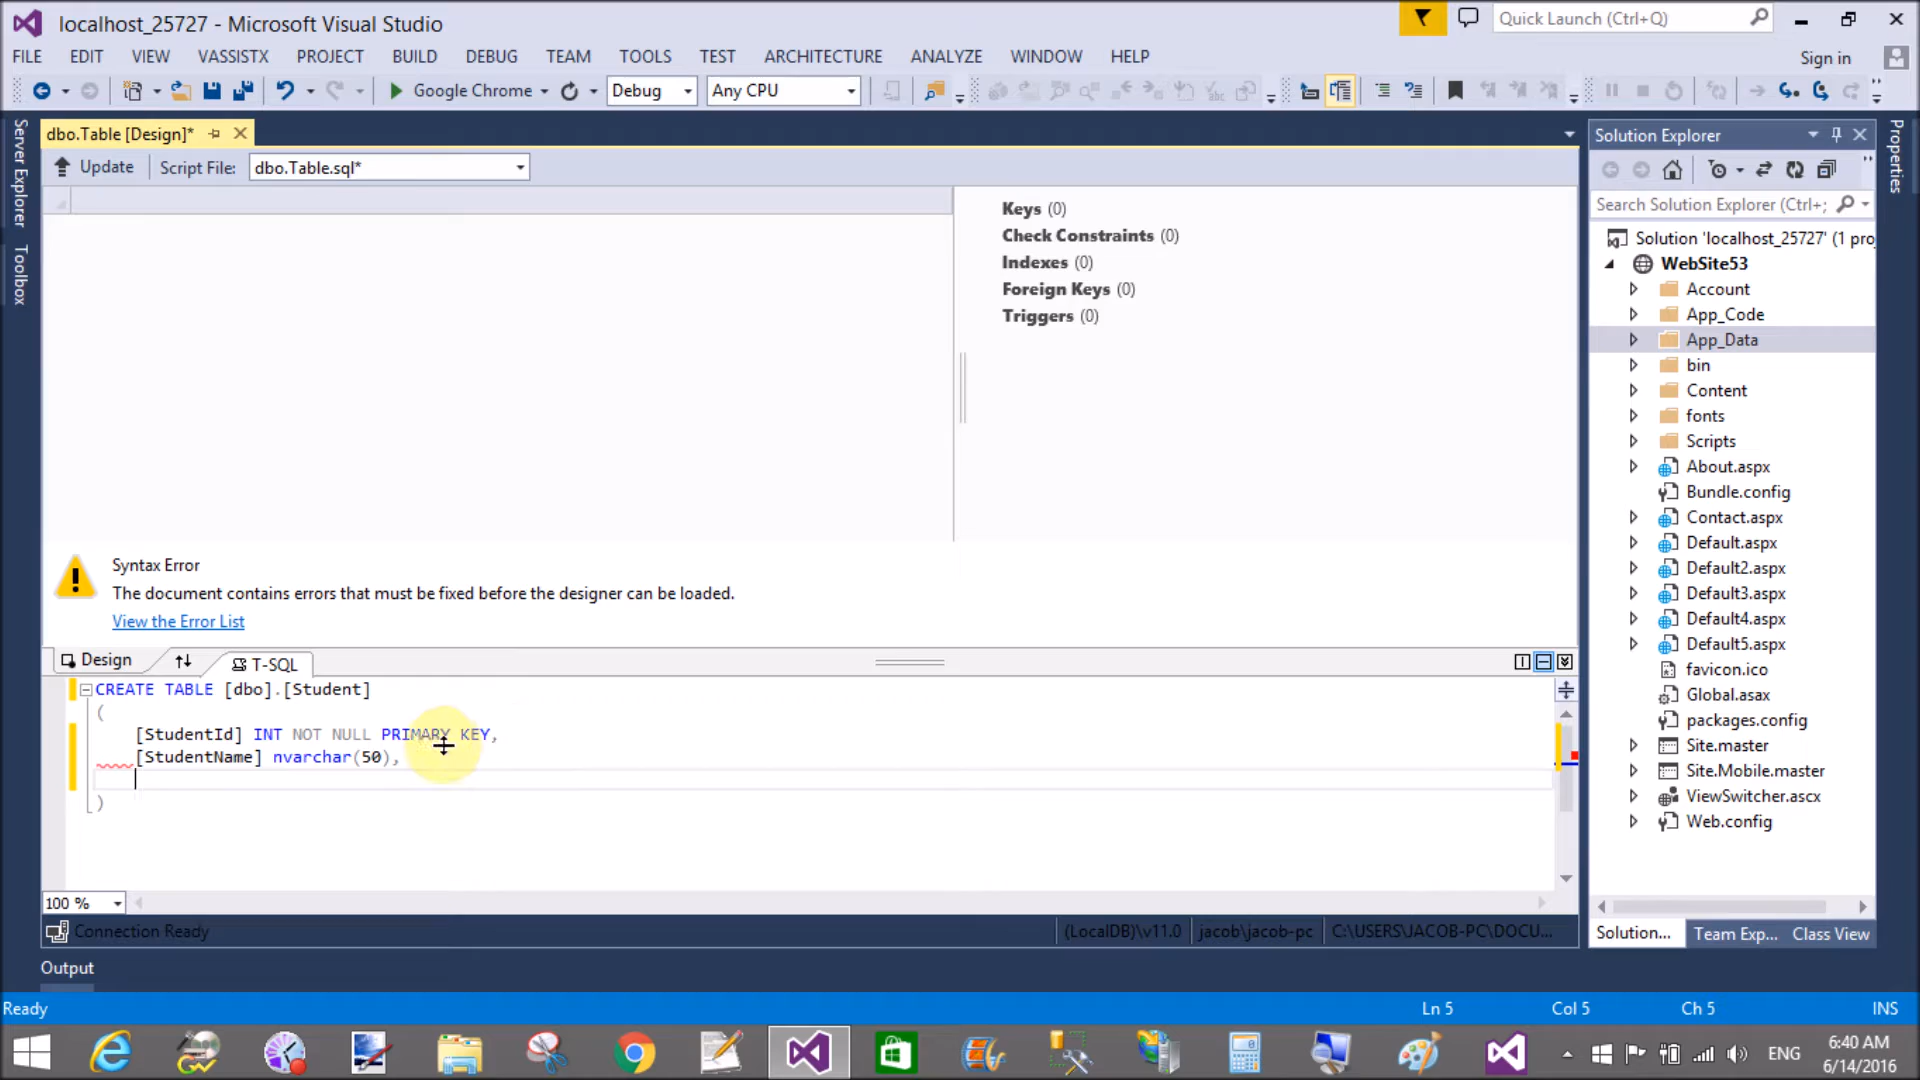 localhost_25727 - Microsoft Visual Studio
Quick Launch (Ctrl+Q)
FILE EDIT VIEW VASSISTX PROJECT BUILD DEBUG TEAM TOOLS TEST ARCHITECTURE ANALYZE WINDOW HELP
Sign in
Google Chrome Debug Any CPU
Server Explorer
Toolbox
dbo.Table [Design]*
Update Script File: dbo.Table.sql*
Keys (0)
Check Constraints (0)
Indexes (0)
Foreign Keys (0)
Triggers (0)
Syntax Error
The document contains errors that must be fixed before the designer can be loaded.
View the Error List
Design T-SQL
CREATE TABLE [dbo].[Student]
(
[StudentId] INT NOT NULL PRIMARY KEY,
[StudentName] nvarchar(50),
)
100 %
Connection Ready (LocalDB)\v11.0 jacob\jacob-pc C:\USERS\JACOB-PC\DOCU...
Solution Explorer
Search Solution Explorer (Ctrl+;
Solution 'localhost_25727' (1 pro
WebSite53
Account
App_Code
App_Data
bin
Content
fonts
Scripts
About.aspx
Bundle.config
Contact.aspx
Default.aspx
Default2.aspx
Default3.aspx
Default4.aspx
Default5.aspx
favicon.ico
Global.asax
packages.config
Site.master
Site.Mobile.master
ViewSwitcher.ascx
Web.config
Solution... Team Exp... Class View
Properties
Output
Ready Ln 5 Col 5 Ch 5 INS
ENG
6:40 AM
6/14/2016